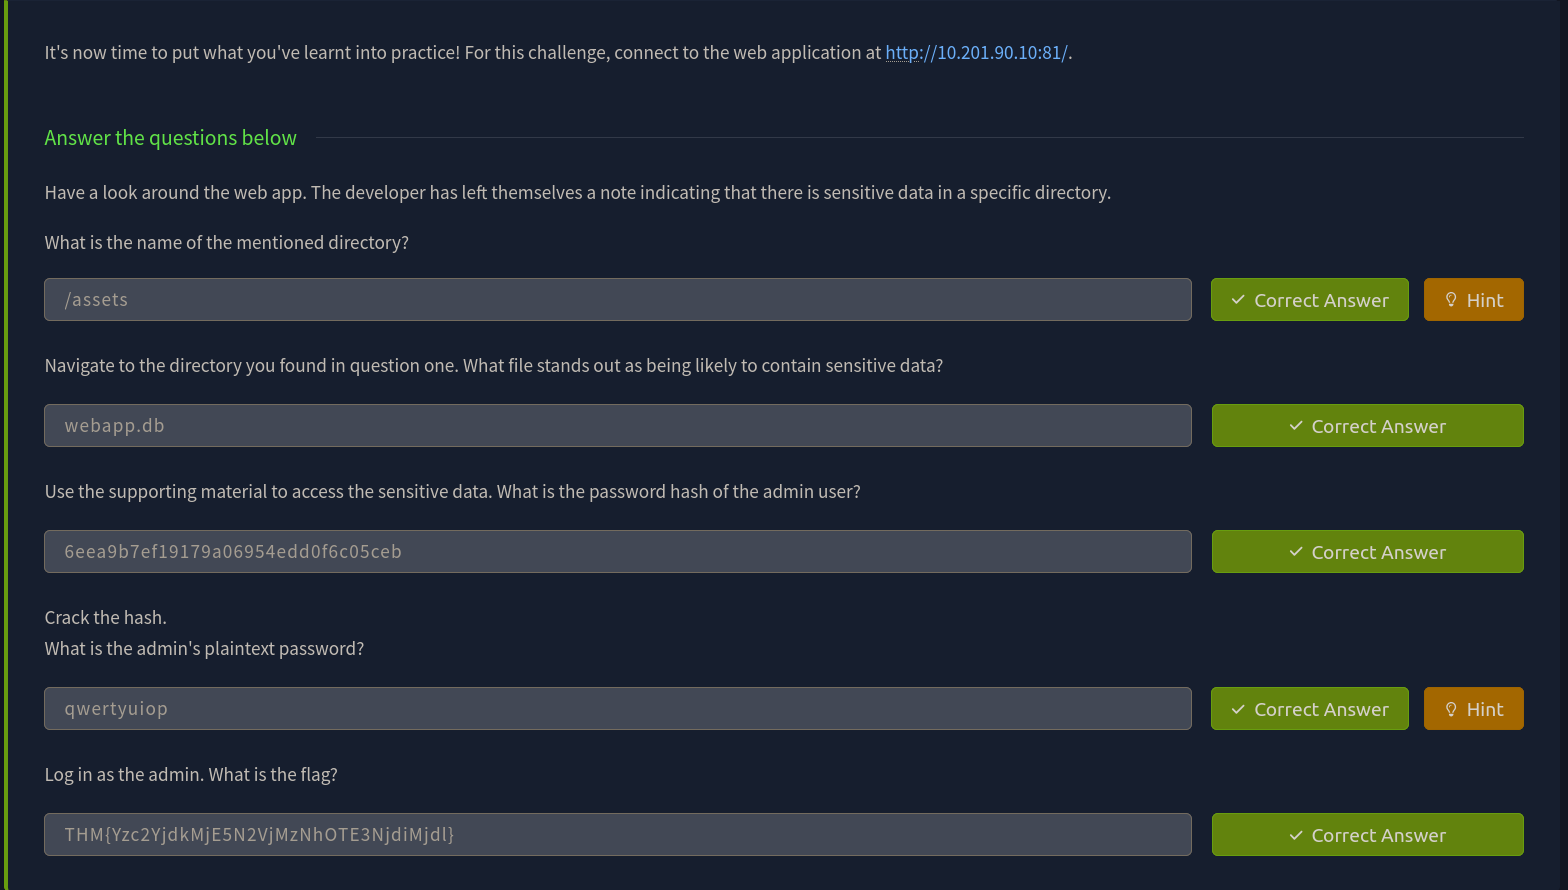 It's now time to put what you've learnt into practice! For this challenge, connect to the web application at http://10.201.90.10:81/.
Answer the questions below
Have a look around the web app. The developer has left themselves a note indicating that there is sensitive data in a specific directory.
What is the name of the mentioned directory?
/assets
Correct Answer
Hint
Navigate to the directory you found in question one. What file stands out as being likely to contain sensitive data?
webapp.db
Correct Answer
Use the supporting material to access the sensitive data. What is the password hash of the admin user?
6eea9b7ef19179a06954edd0f6c05ceb
Correct Answer
Crack the hash.
What is the admin's plaintext password?
qwertyuiop
Correct Answer
Hint
Log in as the admin. What is the flag?
THM{Yzc2YjdkMjE5N2VjMzNhOTE3NjdiMjdl}
Correct Answer